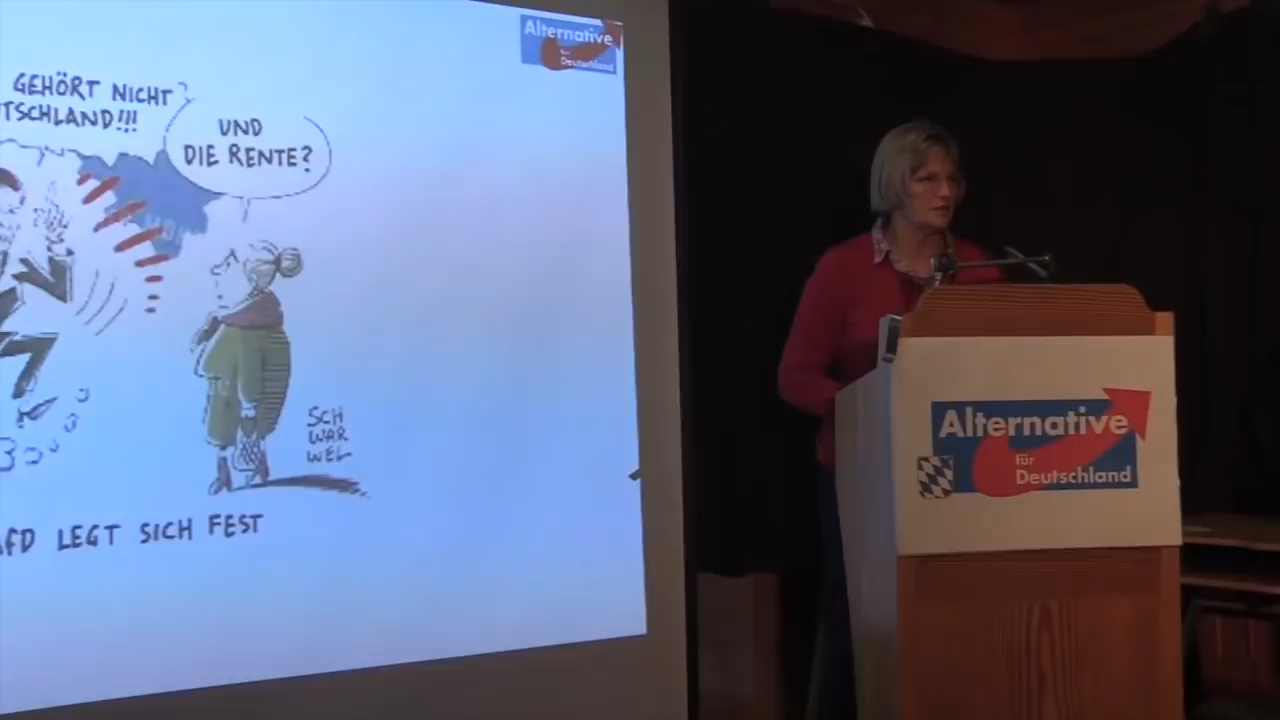 GEHÖRT NICHT
TSCHLAND!!!
UND
DIE RENTE?
SCH
WAR
WEL
AFD LEGT SICH FEST
Alternative
für
Deutschland
Alternative
für
Deutschland